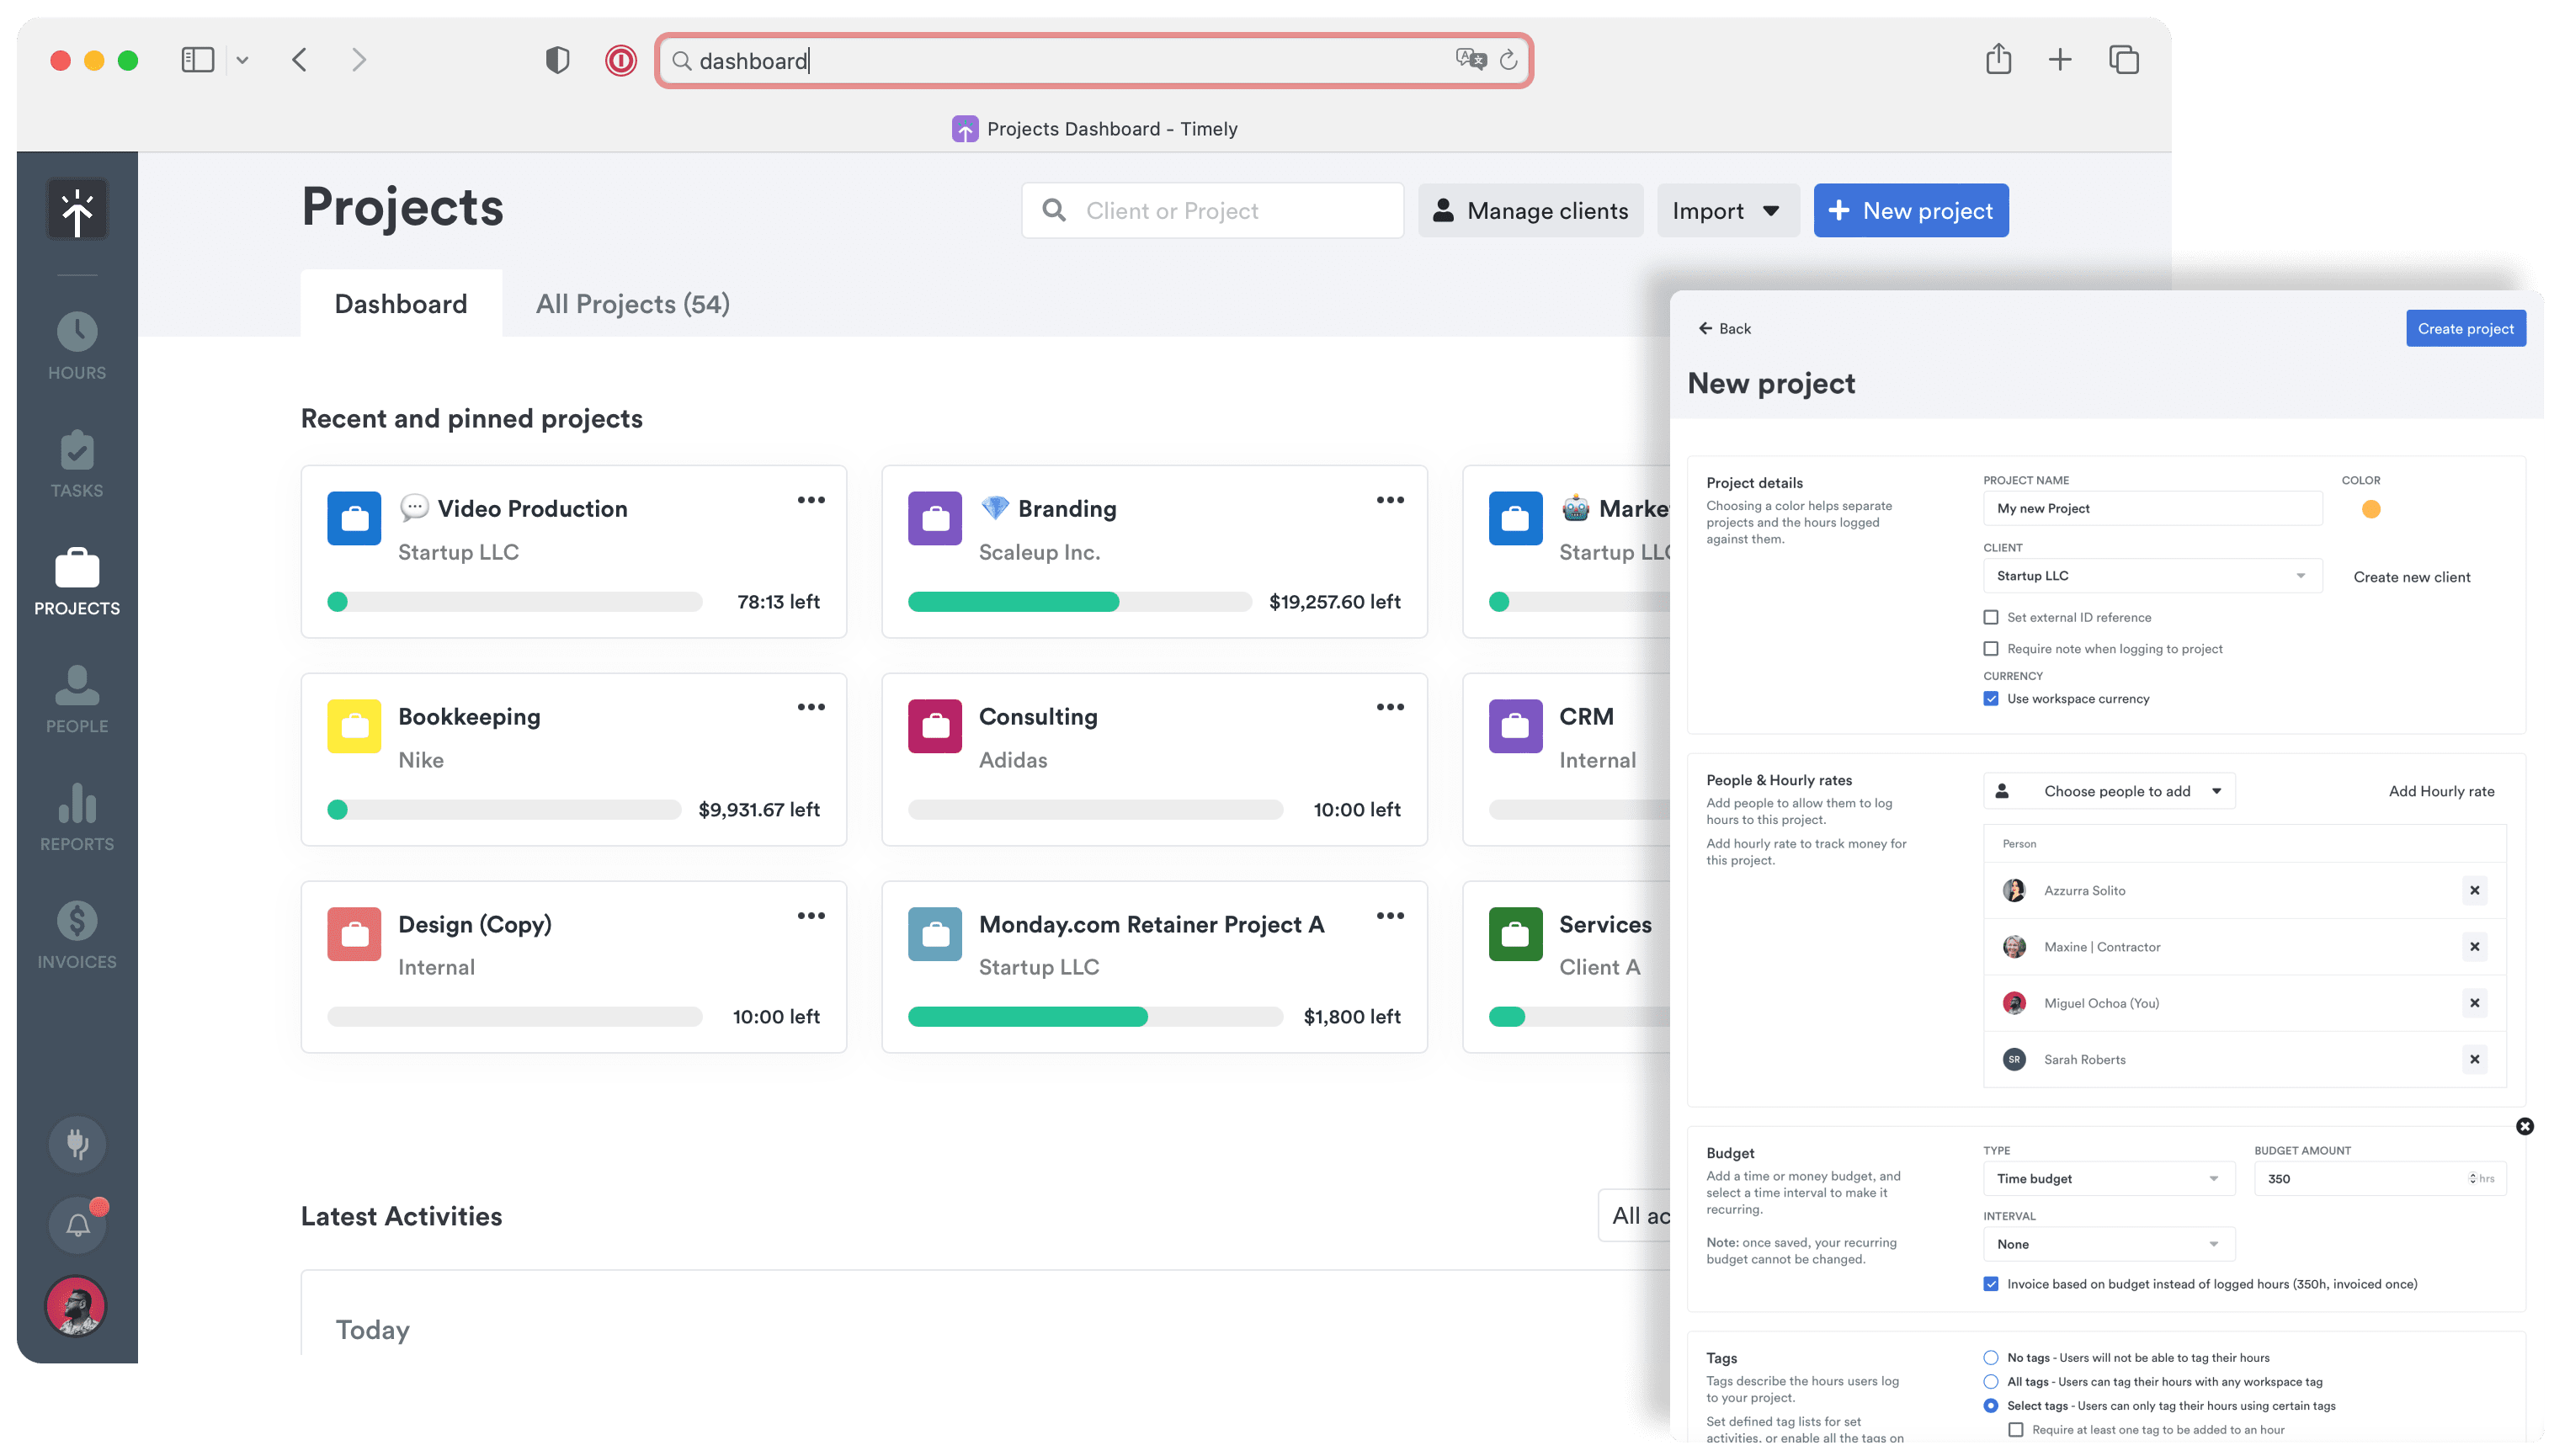 dashboard
Projects Dashboard - Timely
HOURS
TASKS
PROJECTS
PEOPLE
REPORTS
INVOICES
Projects
Client or Project
Manage clients
Import
New project
Dashboard
All Projects (54)
Recent and pinned projects
Video Production
Startup LLC
78:13 left
Branding
Scaleup Inc.
$19,257.60 left
Marke
Startup LLC
Bookkeeping
Nike
$9,931.67 left
Consulting
Adidas
10:00 left
CRM
Internal
Design (Copy)
Internal
10:00 left
Monday.com Retainer Project A
Startup LLC
$1,800 left
Services
Client A
Latest Activities
All ac
Today
Back
Create project
New project
Project details
Choosing a color helps separate
projects and the hours logged
against them.
PROJECT NAME
My new Project
COLOR
CLIENT
Startup LLC
Create new client
Set external ID reference
Require note when logging to project
CURRENCY
Use workspace currency
People & Hourly rates
Add people to allow them to log
hours to this project.
Add hourly rate to track money for
this project.
Choose people to add
Add Hourly rate
Person
Azzurra Solito
Maxine | Contractor
Miguel Ochoa (You)
SR
Sarah Roberts
Budget
Add a time or money budget, and
select a time interval to make it
recurring.
Note: once saved, your recurring
budget cannot be changed.
TYPE
Time budget
BUDGET AMOUNT
350
hrs
INTERVAL
None
Invoice based on budget instead of logged hours (350h, invoiced once)
Tags
Tags describe the hours users log
to your project.
Set defined tag lists for set
activities, or enable all the tags on
No tags - Users will not be able to tag their hours
All tags - Users can tag their hours with any workspace tag
Select tags - Users can only tag their hours using certain tags
Require at least one tag to be added to an hour